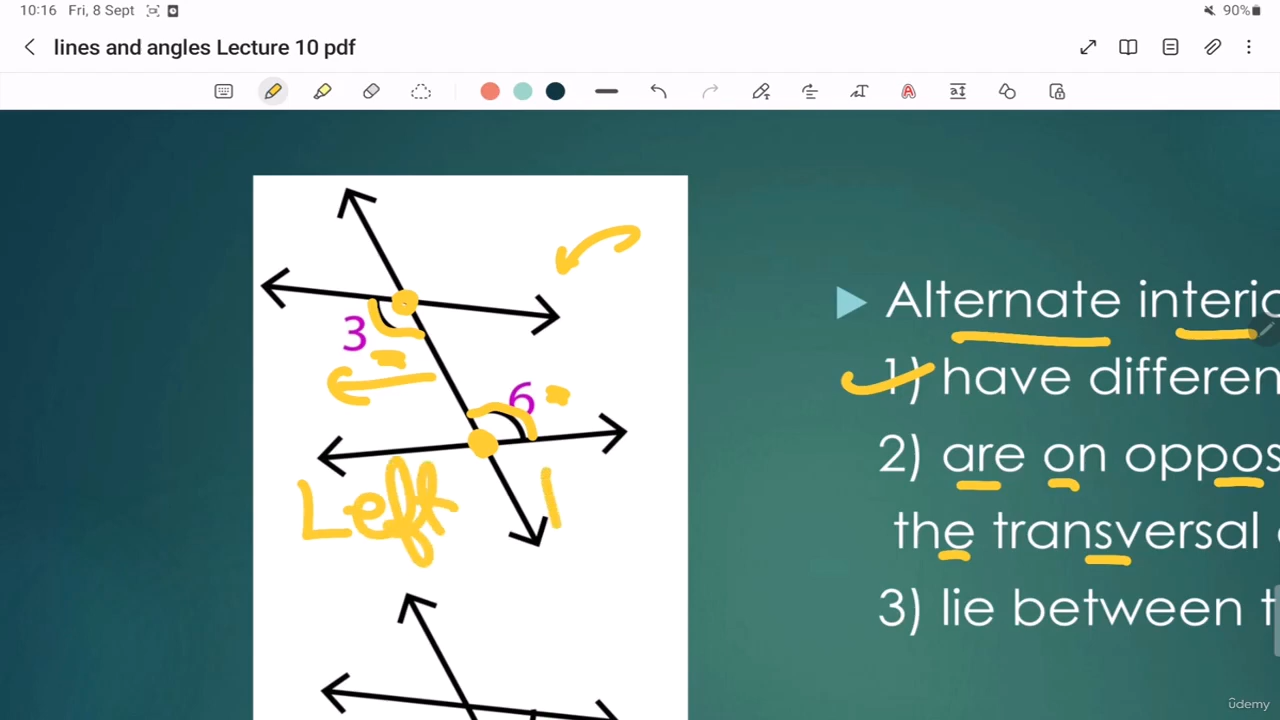 10:16 Fri, 8 Sept 90%
lines and angles Lecture 10 pdf
3
6
Left
Alternate interio
1) have differen
2) are on oppos
the transversal
3) lie between t
ûdemy